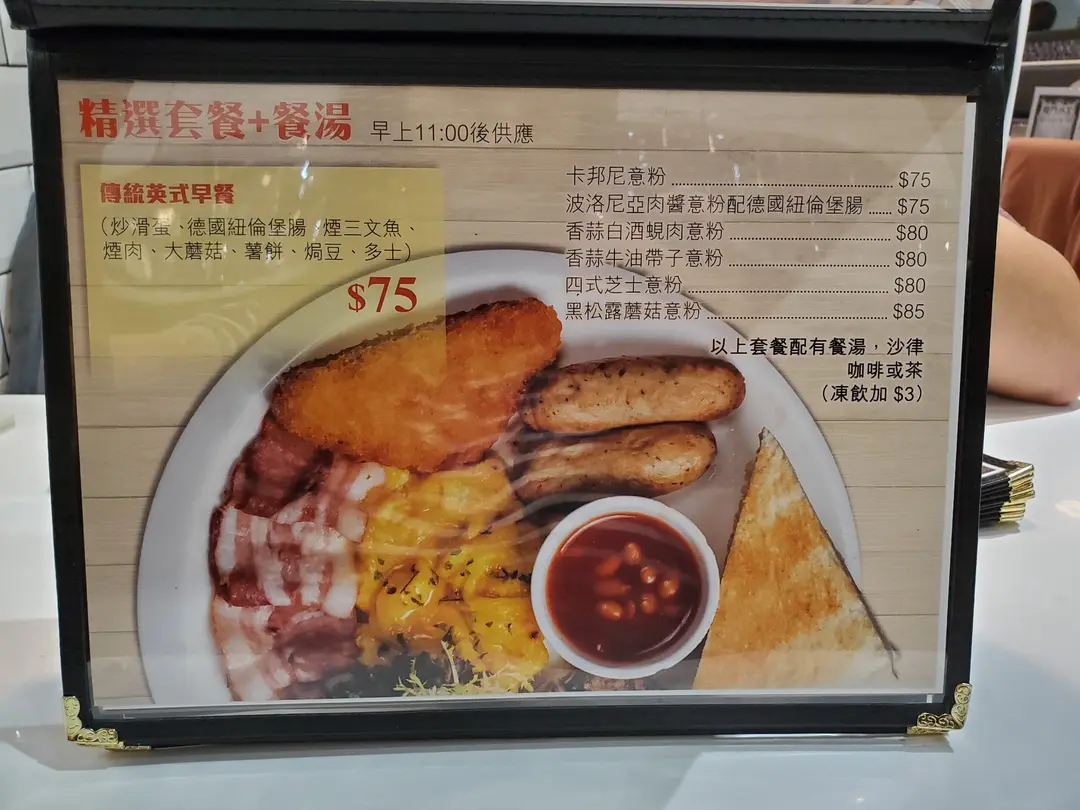 精選套餐+餐湯 早上11:00後供應
傳統英式早餐
(炒滑蛋、德國紐倫堡腸、煙三文魚、
煙肉、大蘑菇、薯餅、焗豆、多士)
$75
卡邦尼意粉 $75
波洛尼亞肉醬意粉配德國紐倫堡腸 $75
香蒜白酒蜆肉意粉 $80
香蒜牛油帶子意粉 $80
四式芝士意粉 $80
黑松露蘑菇意粉 $85
以上套餐配有餐湯，沙律
咖啡或茶
(凍飲加 $3)